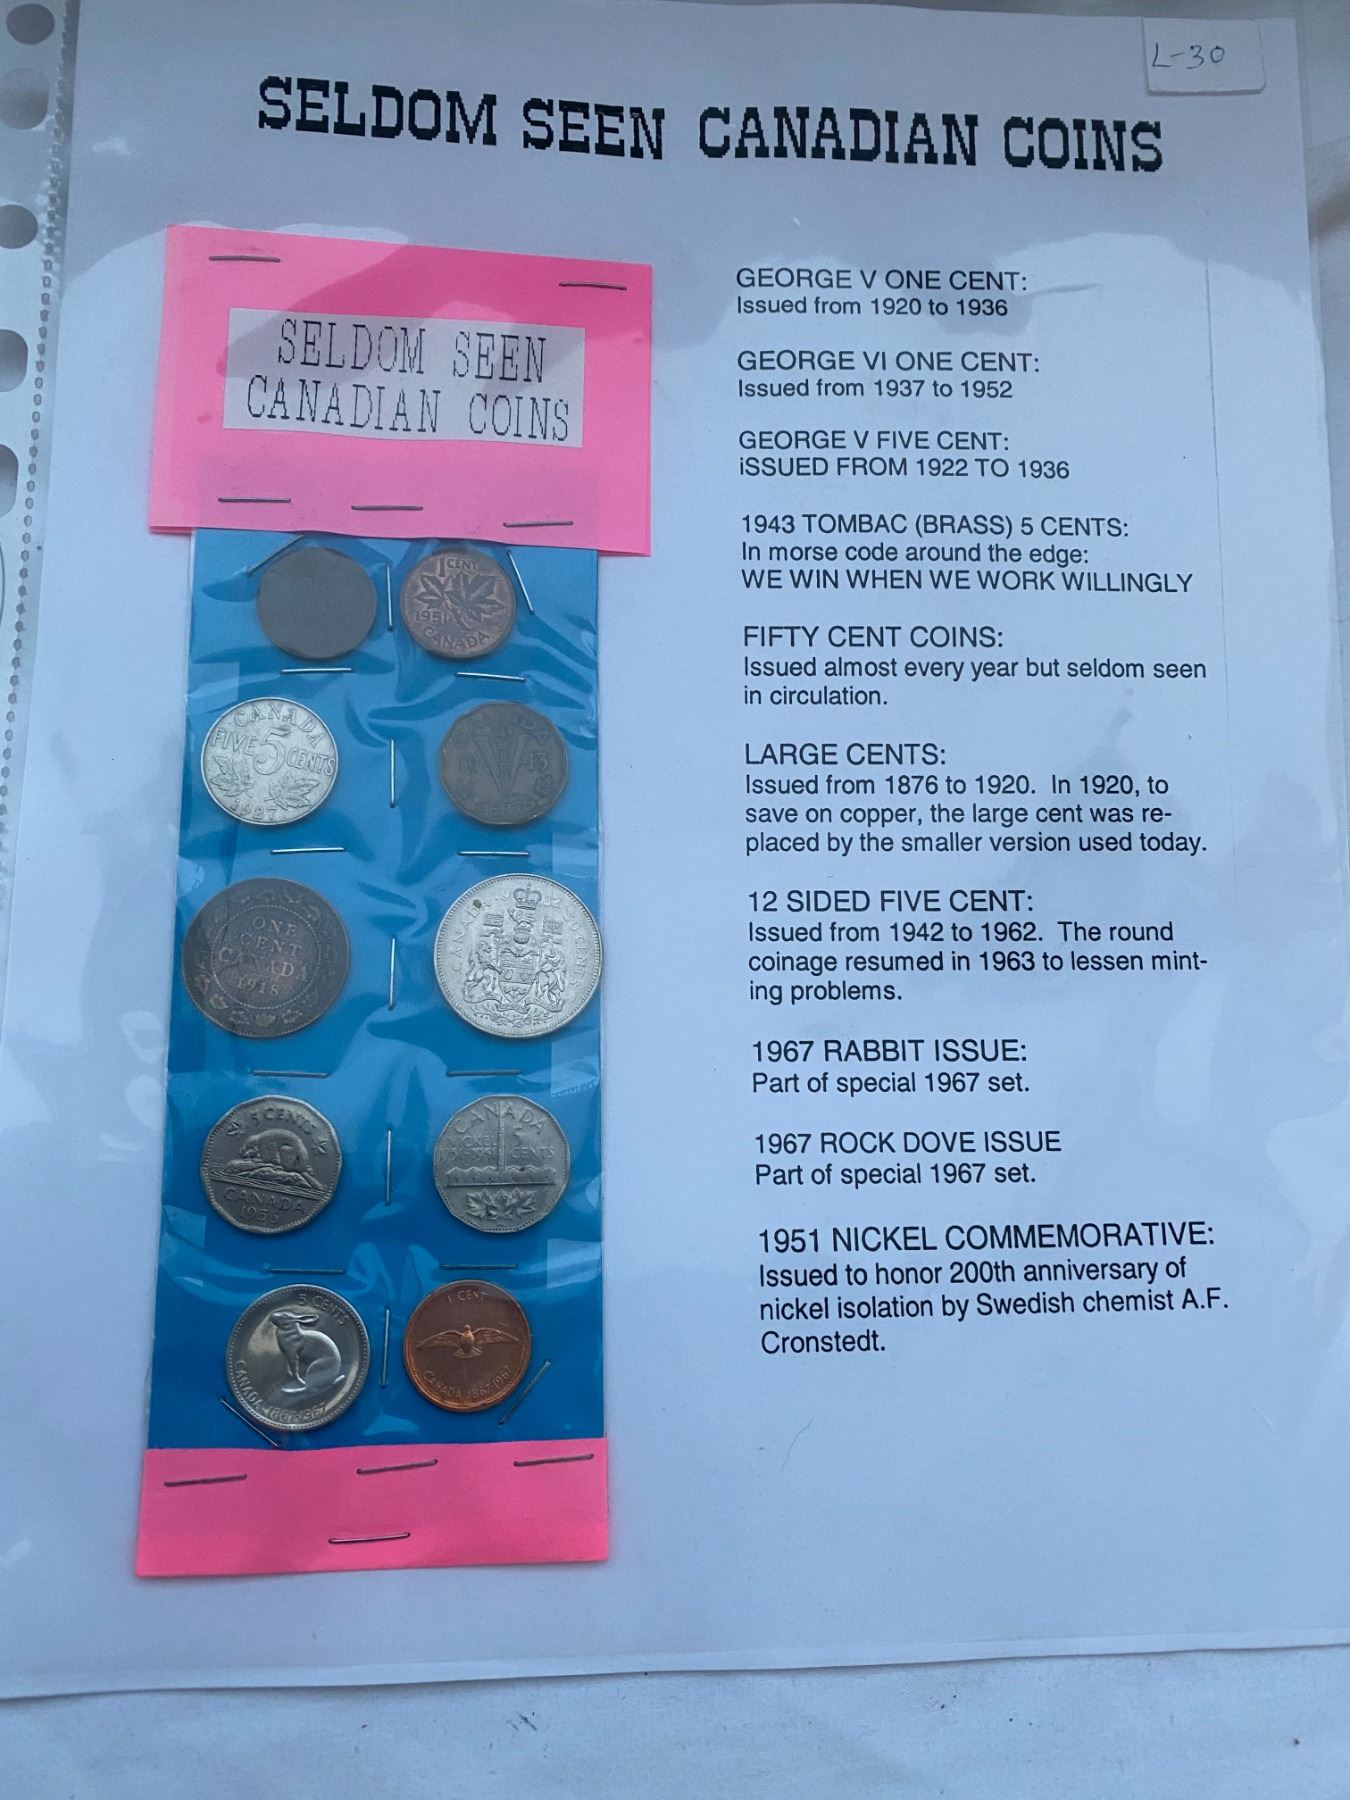 L-30
SELDOM SEEN CANADIAN COINS
SELDOM SEEN
CANADIAN COINS
1 CENT
1951
CANADA
CANADA
FIVE 5 CENTS
1927
CANADA
19 V 43
CENTS
ONE
CENT
CANADA
1918
CANADA 19 50 CENTS
5 CENTS
CANADA
1956
CANADA
NICKEL 5
1751-1951 CENTS
5 CENTS
CANADA 1867-1967
1 CENT
CANADA 1867-1967
GEORGE V ONE CENT:
Issued from 1920 to 1936
GEORGE VI ONE CENT:
Issued from 1937 to 1952
GEORGE V FIVE CENT:
iSSUED FROM 1922 TO 1936
1943 TOMBAC (BRASS) 5 CENTS:
In morse code around the edge:
WE WIN WHEN WE WORK WILLINGLY
FIFTY CENT COINS:
Issued almost every year but seldom seen
in circulation.
LARGE CENTS:
Issued from 1876 to 1920.  In 1920, to
save on copper, the large cent was re-
placed by the smaller version used today.
12 SIDED FIVE CENT:
Issued from 1942 to 1962.  The round
coinage resumed in 1963 to lessen mint-
ing problems.
1967 RABBIT ISSUE:
Part of special 1967 set.
1967 ROCK DOVE ISSUE
Part of special 1967 set.
1951 NICKEL COMMEMORATIVE:
Issued to honor 200th anniversary of
nickel isolation by Swedish chemist A.F.
Cronstedt.